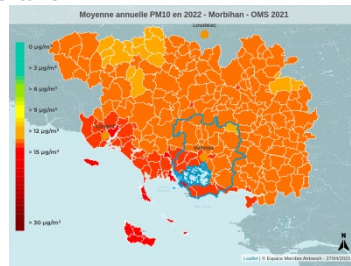 Moyenne annuelle PM10 en 2022 - Morbihan - OMS 2021
Loudéac
0 µg/m³
> 3 µg/m³
> 6 µg/m³
> 9 µg/m³
> 12 µg/m³
> 15 µg/m³
> 30 µg/m³
N
Leaflet | © Espace Membre Airbreizh - 27/04/2023